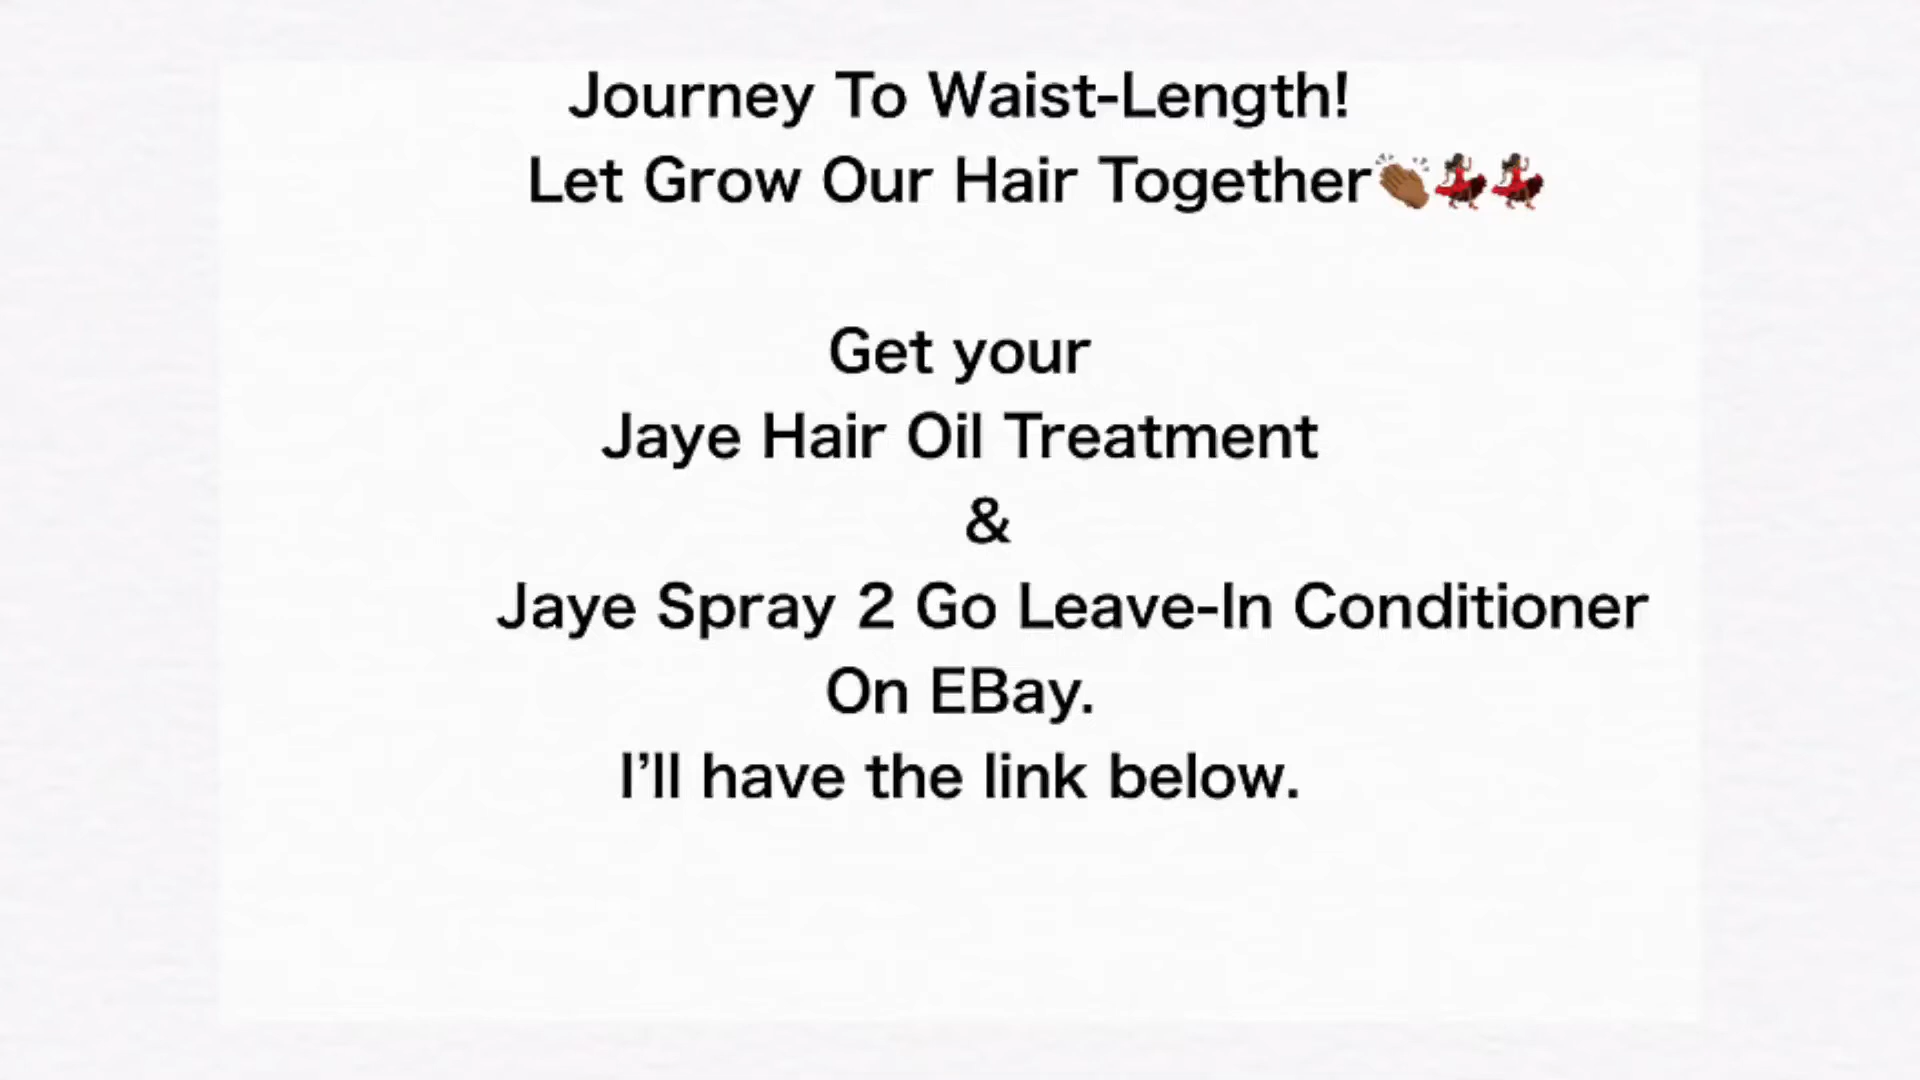 Journey To Waist-Length!
Let Grow Our Hair Together👏🏾💃🏾💃🏾
Get your
Jaye Hair Oil Treatment
&
Jaye Spray 2 Go Leave-In Conditioner
On EBay.
I’ll have the link below.